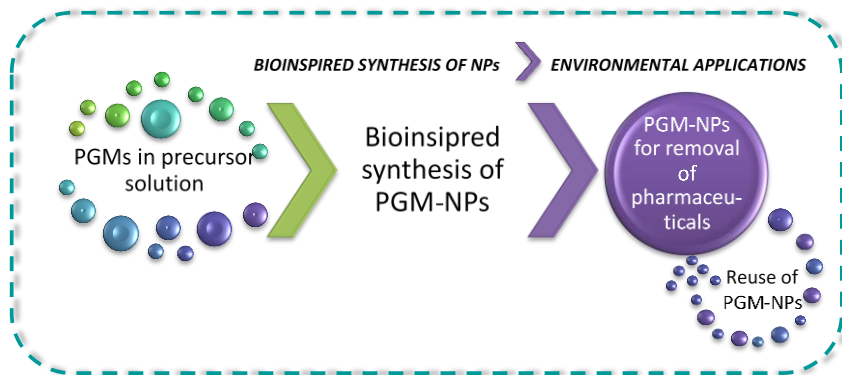 BIOINSPIRED SYNTHESIS OF NPs
ENVIRONMENTAL APPLICATIONS
PGMs in precursor
solution
Bioinsipred
synthesis of
PGM-NPs
PGM-NPs
for removal
of
pharmaceu-
ticals
Reuse of
PGM-NPs